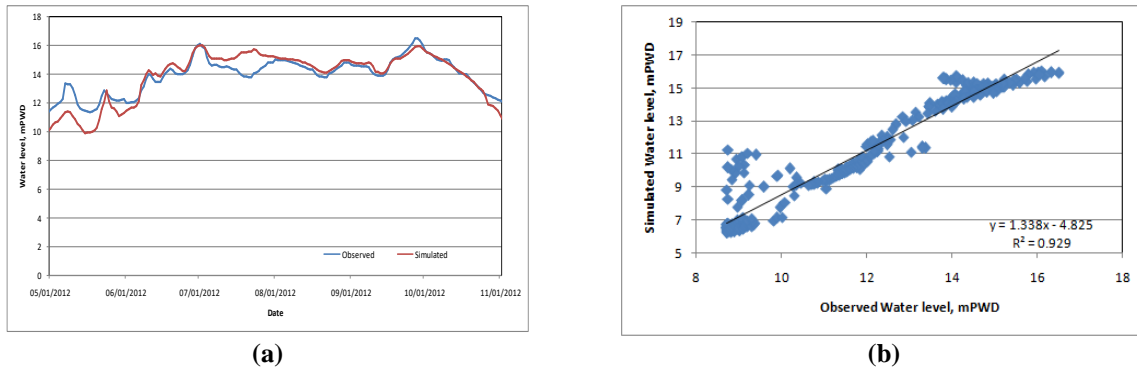 18
16
14
12
10
8
6
4
2
0
Water level, mPWD
Observed
Simulated
05/01/2012 06/01/2012 07/01/2012 08/01/2012 09/01/2012 10/01/2012 11/01/2012
Date
(a)
19
17
15
13
11
9
7
5
Simulated Water level, mPWD
y = 1.338x - 4.825
R² = 0.929
8 10 12 14 16 18
Observed Water level, mPWD
(b)